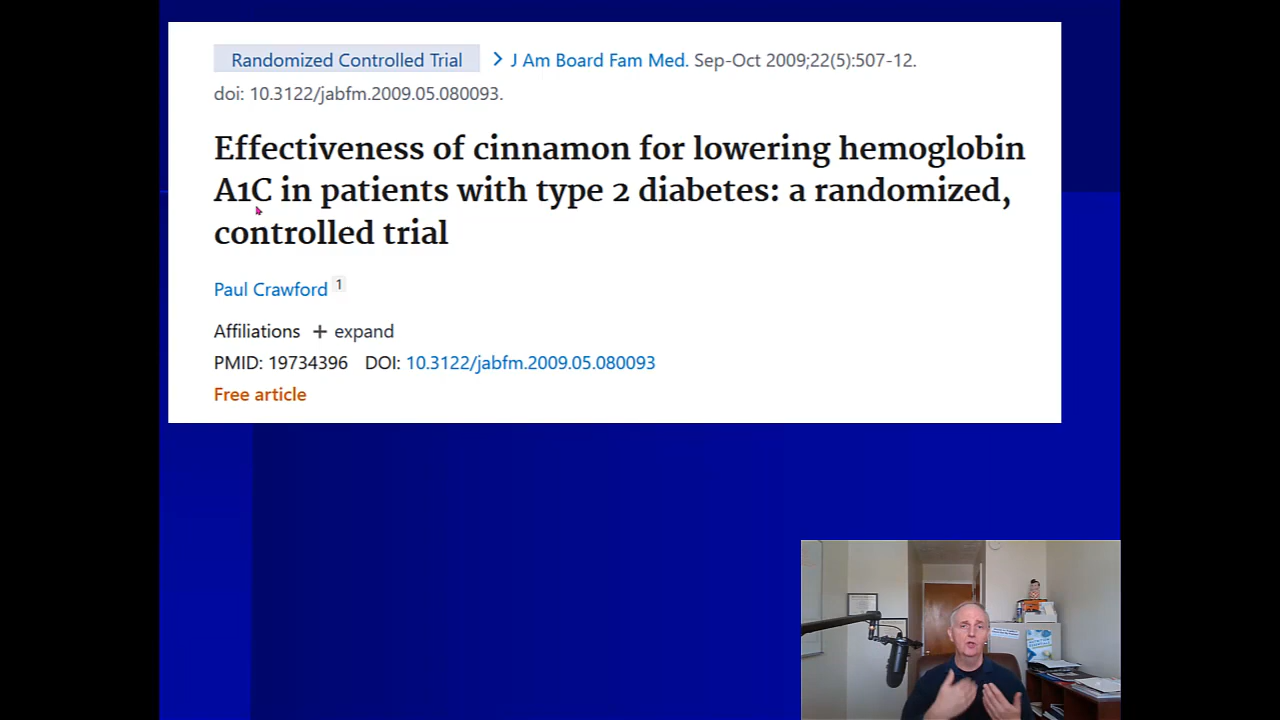 Randomized Controlled Trial > J Am Board Fam Med. Sep-Oct 2009;22(5):507-12.
doi: 10.3122/jabfm.2009.05.080093.
Effectiveness of cinnamon for lowering hemoglobin
A1C in patients with type 2 diabetes: a randomized,
controlled trial
Paul Crawford 1
Affiliations + expand
PMID: 19734396 DOI: 10.3122/jabfm.2009.05.080093
Free article